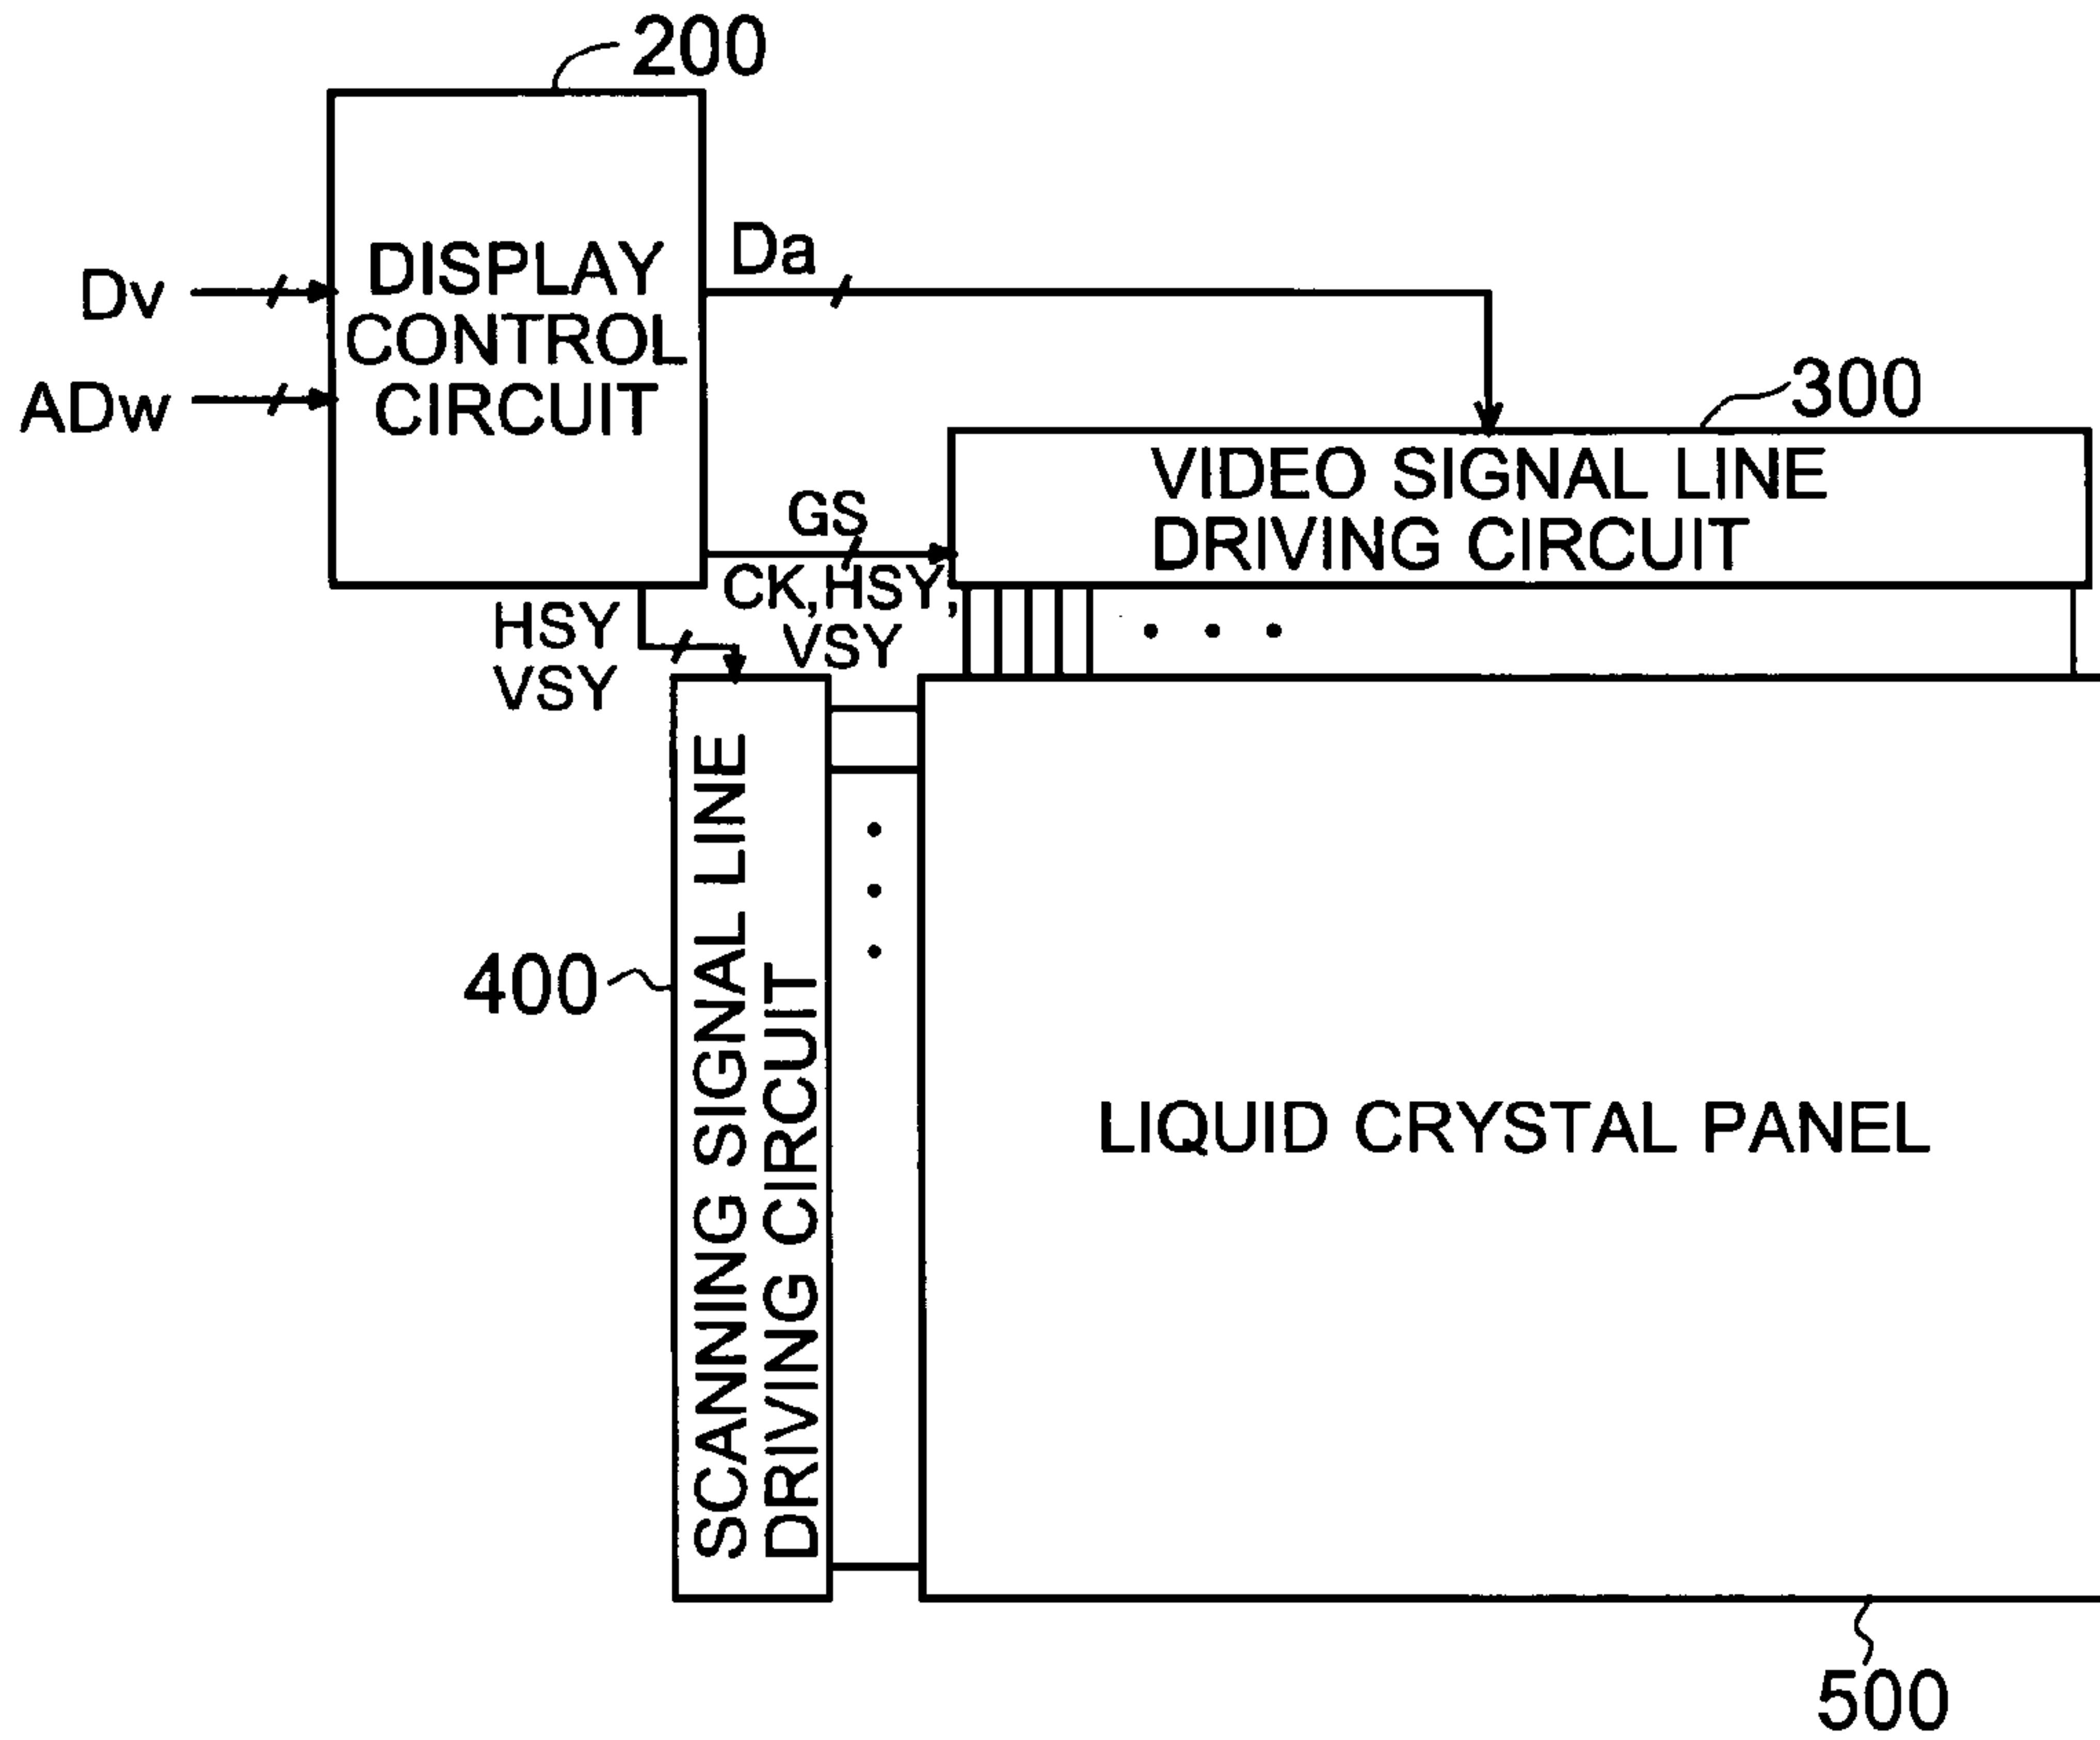 200
DISPLAY
CONTROL
CIRCUIT
Dv
ADw
Da
300
VIDEO SIGNAL LINE
DRIVING CIRCUIT
GS
CK,HSY,
VSY
HSY
VSY
400
SCANNING SIGNAL LINE
DRIVING CIRCUIT
LIQUID CRYSTAL PANEL
500